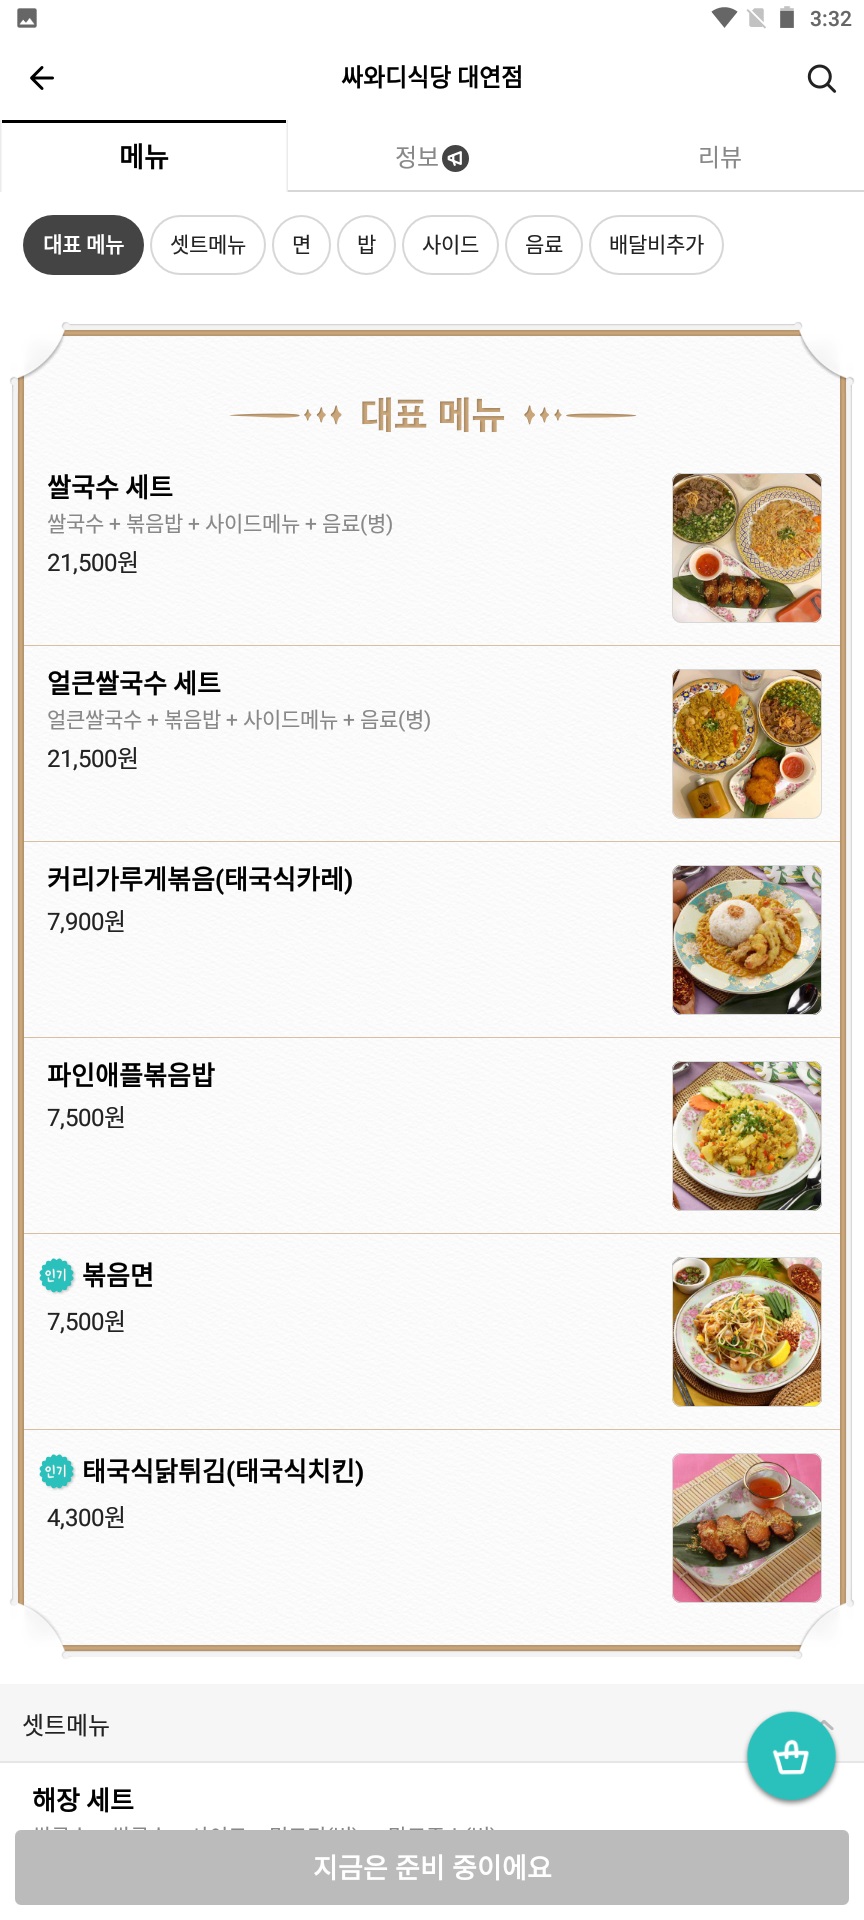 3:32
싸와디식당 대연점
메뉴 정보 리뷰
대표 메뉴 셋트메뉴 면 밥 사이드 음료 배달비추가
대표 메뉴
쌀국수 세트
쌀국수 + 볶음밥 + 사이드메뉴 + 음료(병)
21,500원
얼큰쌀국수 세트
얼큰쌀국수 + 볶음밥 + 사이드메뉴 + 음료(병)
21,500원
커리가루게볶음(태국식카레)
7,900원
파인애플볶음밥
7,500원
인기 볶음면
7,500원
인기 태국식닭튀김(태국식치킨)
4,300원
셋트메뉴
해장 세트
지금은 준비 중이에요